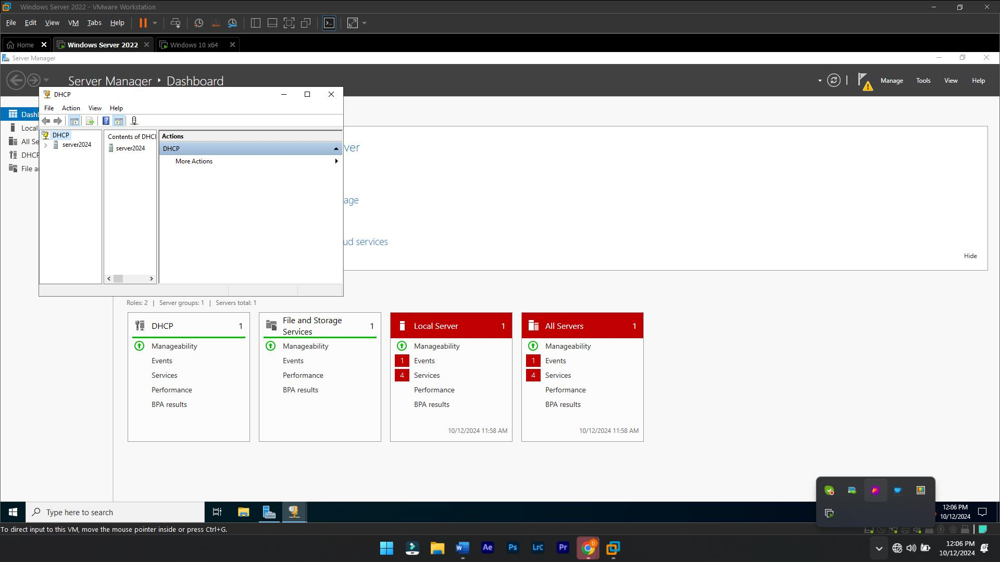 Windows Server 2022 - VMware Workstation
File Edit View VM Tabs Help
Home Windows Server 2022 Windows 10 x64
Server Manager
Server Manager Dashboard
Manage Tools View Help
DHCP
File Action View Help
DHCP
server2024
Contents of DHC
server2024
Actions
DHCP
More Actions
Dash
Local
All Se
DHCP
File a
ver
age
ud services
Hide
Roles: 2 | Server groups: 1 | Servers total: 1
DHCP 1
Manageability
Events
Services
Performance
BPA results
File and Storage
Services 1
Manageability
Events
Performance
BPA results
Local Server 1
Manageability
1 Events
4 Services
Performance
BPA results
10/12/2024 11:58 AM
All Servers 1
Manageability
1 Events
4 Services
Performance
BPA results
10/12/2024 11:58 AM
Type here to search
12:06 PM
10/12/2024
To direct input to this VM, move the mouse pointer inside or press Ctrl+G.
Ae Ps LrC Pr D
12:06 PM
10/12/2024